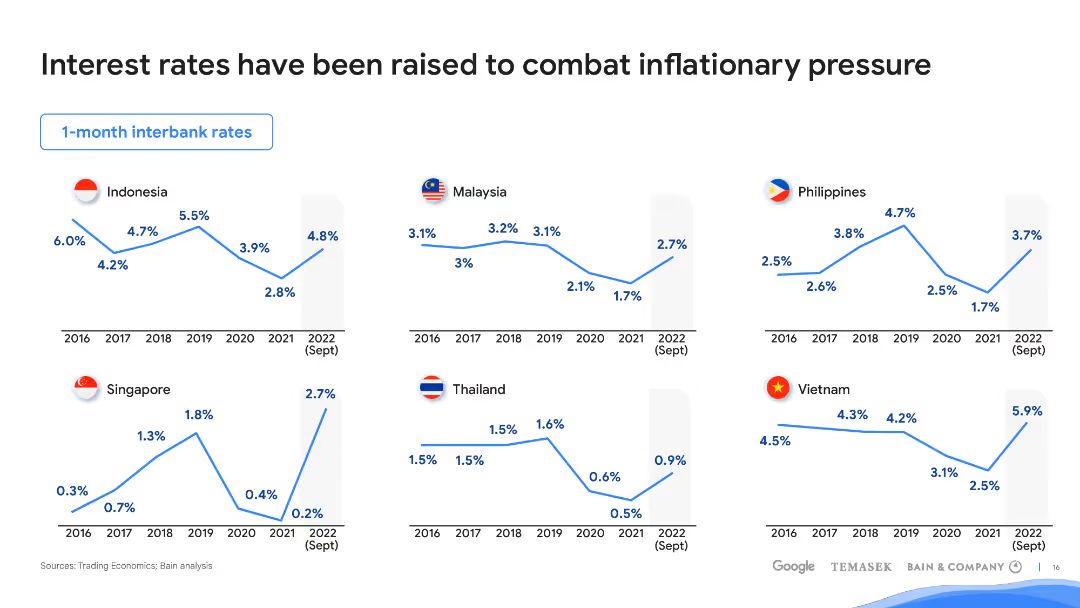 Interest rates have been raised to combat inflationary pressure
1-month interbank rates
Indonesia
6.0%
4.2%
4.7%
5.5%
3.9%
2.8%
4.8%
2016 2017 2018 2019 2020 2021 2022
(Sept)
Malaysia
3.1%
3%
3.2%
3.1%
2.1%
1.7%
2.7%
2016 2017 2018 2019 2020 2021 2022
(Sept)
Philippines
2.5%
2.6%
3.8%
4.7%
2.5%
1.7%
3.7%
2016 2017 2018 2019 2020 2021 2022
(Sept)
Singapore
0.3%
0.7%
1.3%
1.8%
0.4%
0.2%
2.7%
2016 2017 2018 2019 2020 2021 2022
(Sept)
Thailand
1.5%
1.5%
1.5%
1.6%
0.6%
0.5%
0.9%
2016 2017 2018 2019 2020 2021 2022
(Sept)
Vietnam
4.5%
4.3%
4.2%
3.1%
2.5%
5.9%
2016 2017 2018 2019 2020 2021 2022
(Sept)
Sources: Trading Economics; Bain analysis
Google TEMASEK BAIN & COMPANY | 16